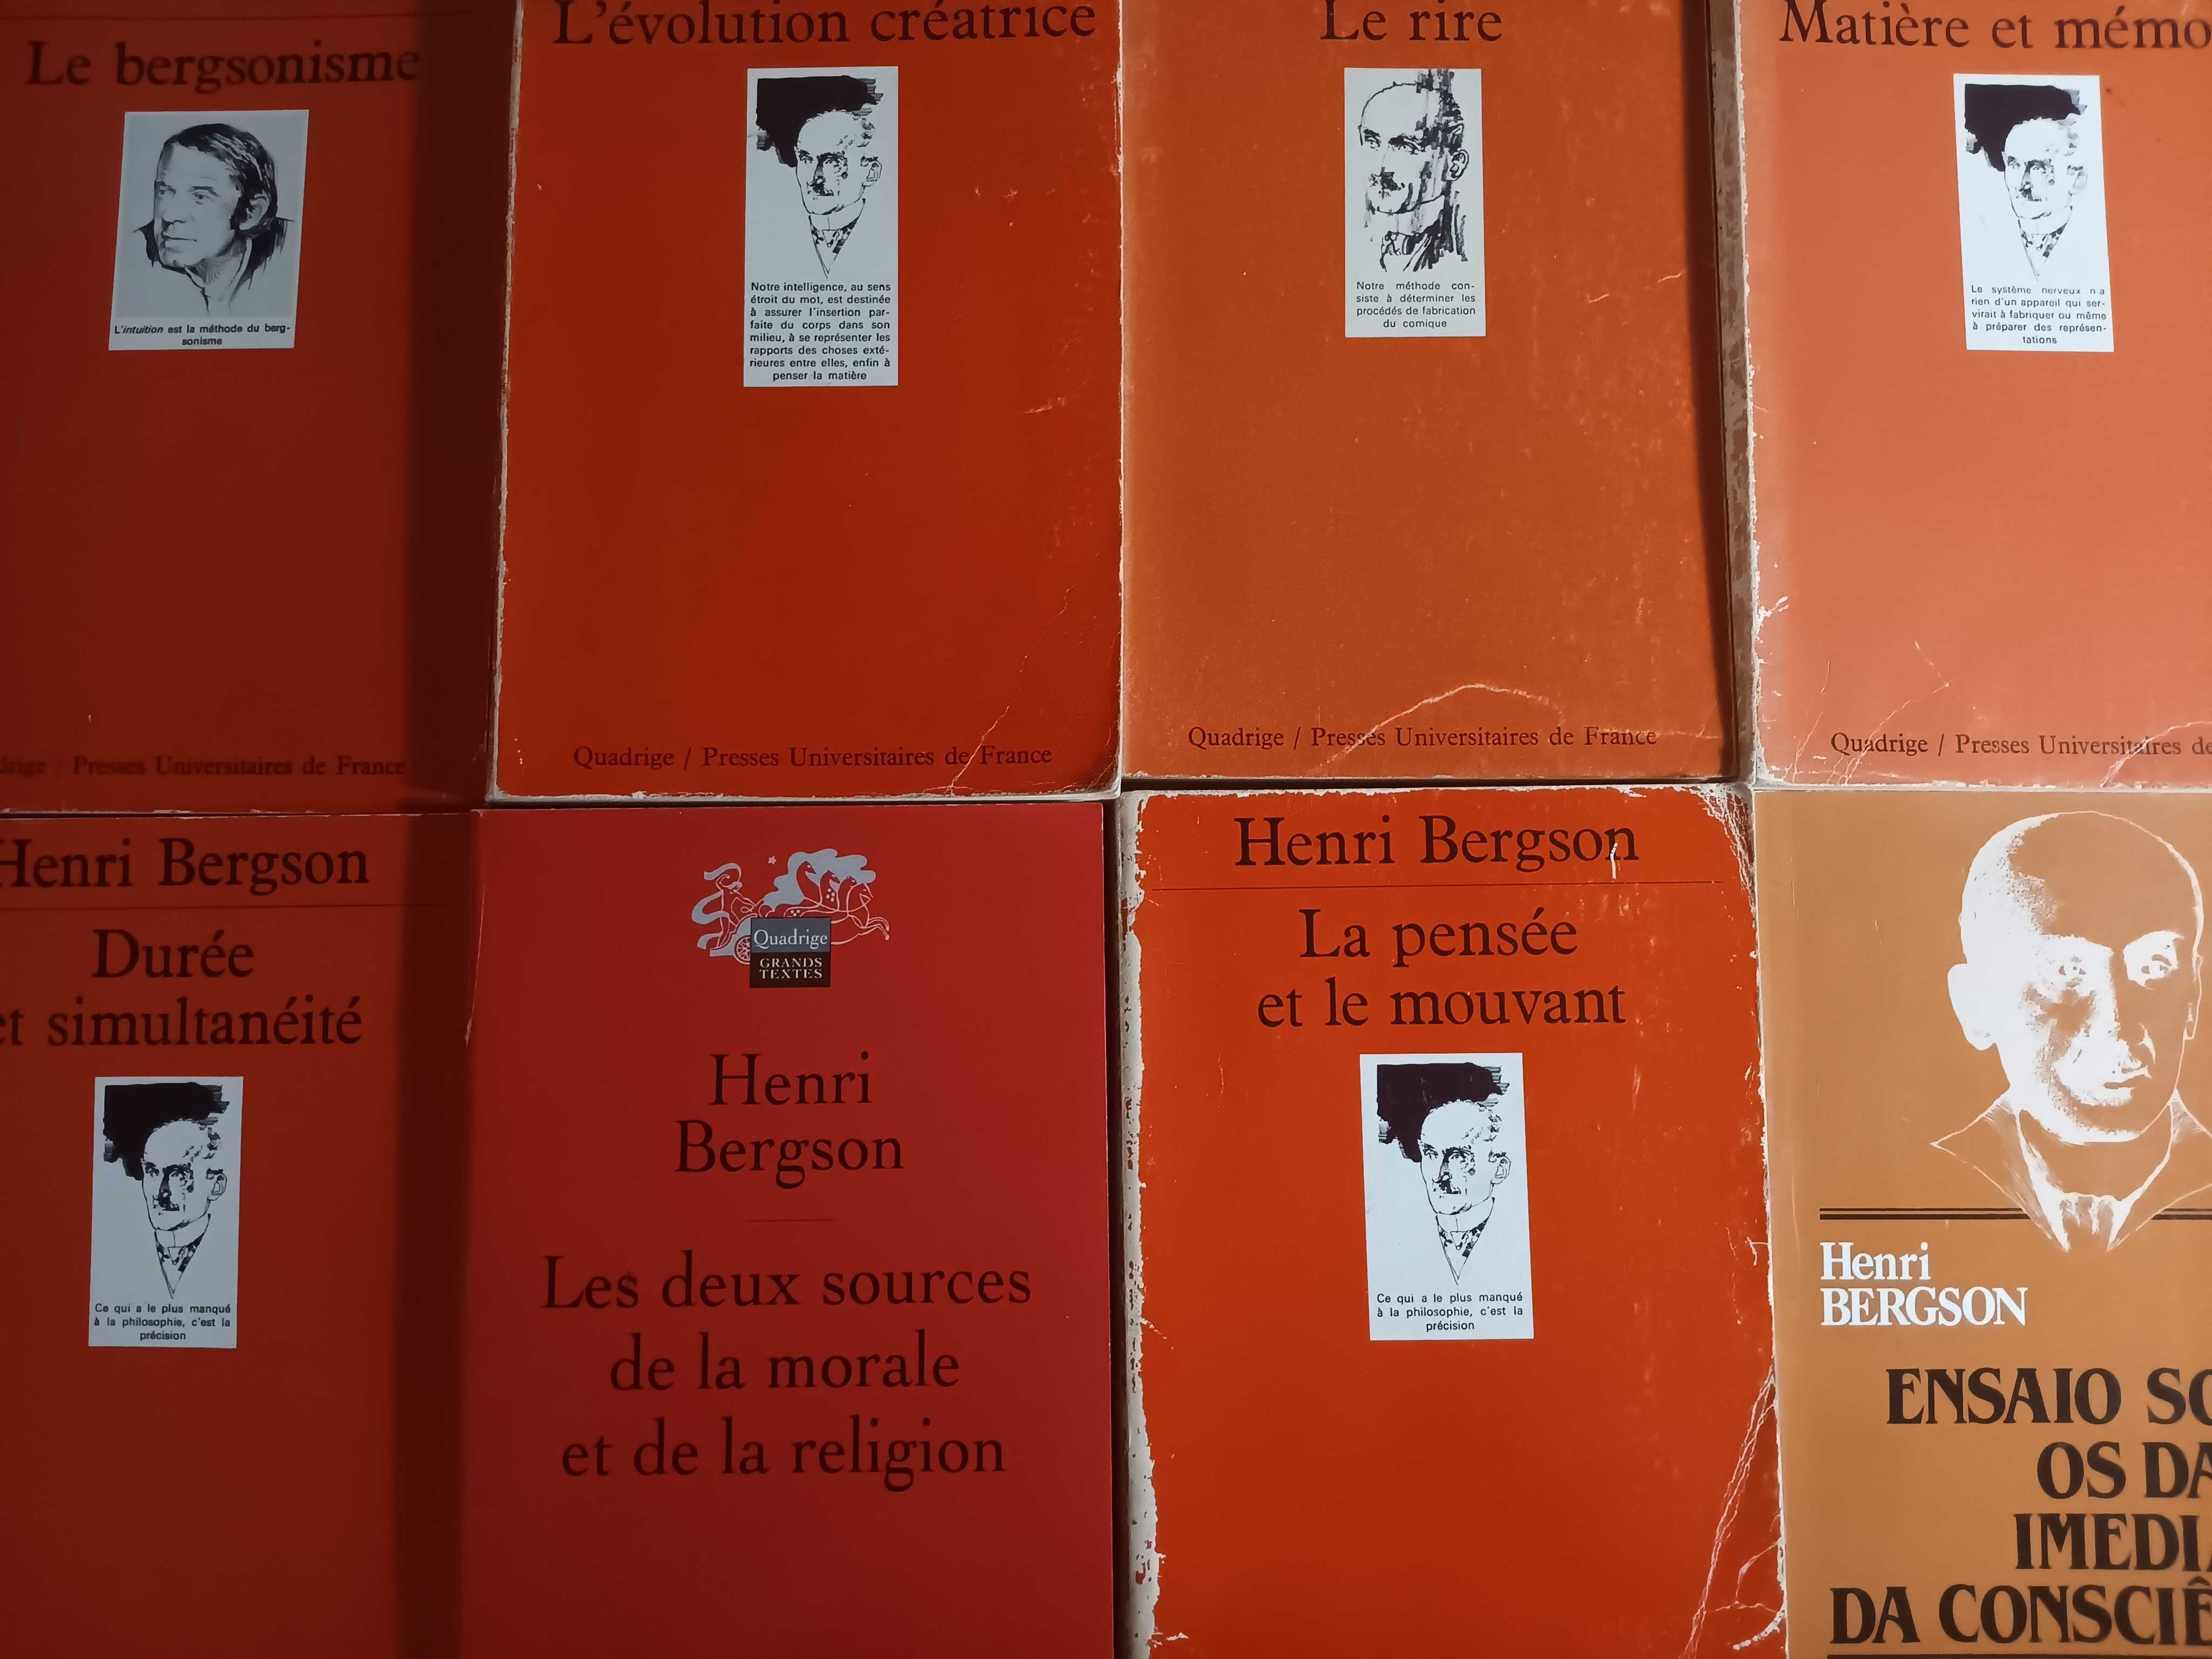 Le bergsonisme
L'intuition est la méthode du berg-
sonisme
Presses Universitaires de France
L'évolution créatrice
Notre intelligence, au sens
étroit du mot, est destinée
à assurer l'insertion par-
faite du corps dans son
milieu, à se représenter les
rapports des choses exté-
rieures entre elles, enfin à
penser la matière
Quadrige / Presses Universitaires de France
Le rire
Notre méthode con-
siste à déterminer les
procédés de fabrication
du comique
Quadrige / Presses Universitaires de France
Matière et mémo
Le système nerveux n'a
rien d'un appareil qui ser-
virait à fabriquer ou même
à préparer des représen-
tations
Quadrige / Presses Universitaires de
Henri Bergson
Durée
et simultanéité
Ce qui a le plus manqué
à la philosophie, c'est la
précision
Quadrige
GRANDS
TEXTES
Henri
Bergson
Les deux sources
de la morale
et de la religion
Henri Bergson
La pensée
et le mouvant
Ce qui a le plus manqué
à la philosophie, c'est la
précision
Henri
BERGSON
ENSAIO SO
OS DA
IMEDIA
DA CONSCIÊ